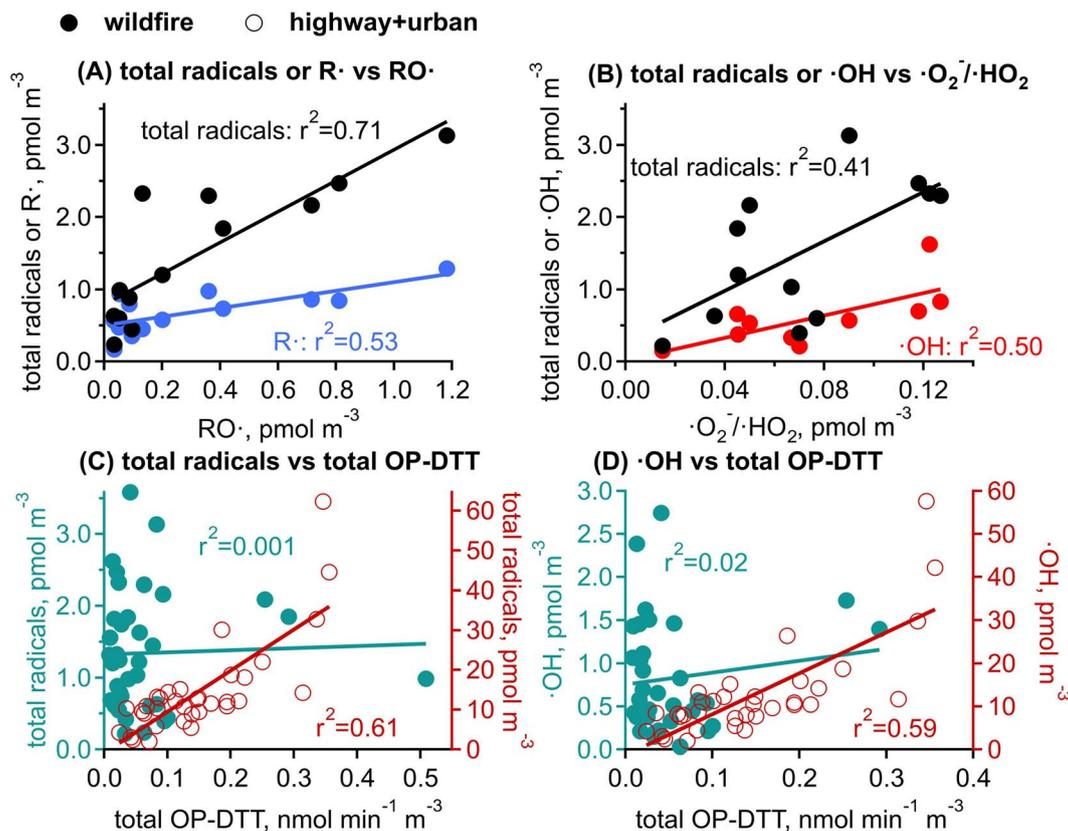 wildfire highway+urban
(A) total radicals or R· vs RO·
total radicals or R·, pmol m⁻³
3.0
2.0
1.0
0.0
total radicals: r²=0.71
R·: r²=0.53
0.0 0.2 0.4 0.6 0.8 1.0 1.2
RO·, pmol m⁻³
(B) total radicals or ·OH vs ·O₂⁻/·HO₂
total radicals or ·OH, pmol m⁻³
3.0
2.0
1.0
0.0
total radicals: r²=0.41
·OH: r²=0.50
0.00 0.04 0.08 0.12
·O₂⁻/·HO₂, pmol m⁻³
(C) total radicals vs total OP-DTT
total radicals, pmol m⁻³
3.0
2.0
1.0
0.0
r²=0.001
r²=0.61
60
50
40
30
20
10
0
total radicals, pmol m⁻³
0.0 0.1 0.2 0.3 0.4 0.5
total OP-DTT, nmol min⁻¹ m⁻³
(D) ·OH vs total OP-DTT
·OH, pmol m⁻³
3.0
2.5
2.0
1.5
1.0
0.5
0.0
r²=0.02
r²=0.59
60
50
40
30
20
10
0
·OH, pmol m⁻³
0.0 0.1 0.2 0.3 0.4
total OP-DTT, nmol min⁻¹ m⁻³